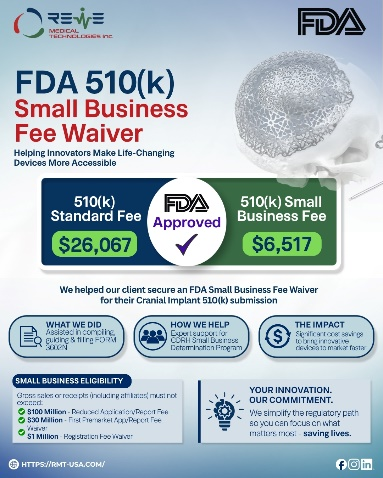 REWE
MEDICAL
TECHNOLOGIES Inc.
FDA
FDA 510(k)
Small Business
Fee Waiver
Helping Innovators Make Life-Changing
Devices More Accessible
510(k)
Standard Fee
$26,067
FDA
Approved
510(k) Small
Business Fee
$6,517
We helped our client secure an FDA Small Business Fee Waiver
for their Cranial Implant 510(k) submission
WHAT WE DID
Assisted in compiling,
guiding & filling FORM
3602N
HOW WE HELP
Expert support for
CDRH Small Business
Determination Program
THE IMPACT
Significant cost savings
to bring innovative
devices to market faster
SMALL BUSINESS ELIGIBILITY
Gross sales or receipts (including affiliates) must not
exceed:
$100 Million - Reduced Application/Report Fee
$30 Million - First Premarket App/Report Fee
Waiver
$1 Million - Registration Fee Waiver
YOUR INNOVATION.
OUR COMMITMENT.
We simplify the regulatory path
so you can focus on what
matters most - saving lives.
HTTPS://RMT-USA.COM/